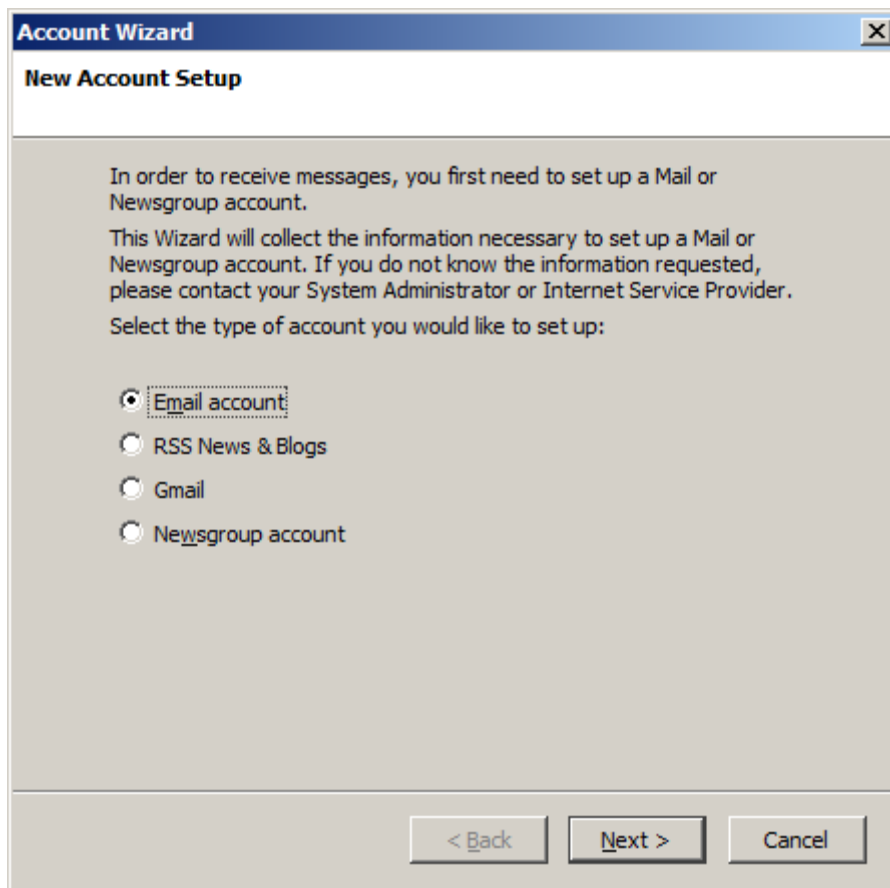 Account Wizard
New Account Setup
In order to receive messages, you first need to set up a Mail or
Newsgroup account.
This Wizard will collect the information necessary to set up a Mail or
Newsgroup account. If you do not know the information requested,
please contact your System Administrator or Internet Service Provider.
Select the type of account you would like to set up:
Email account
RSS News & Blogs
Gmail
Newsgroup account
< Back
Next >
Cancel